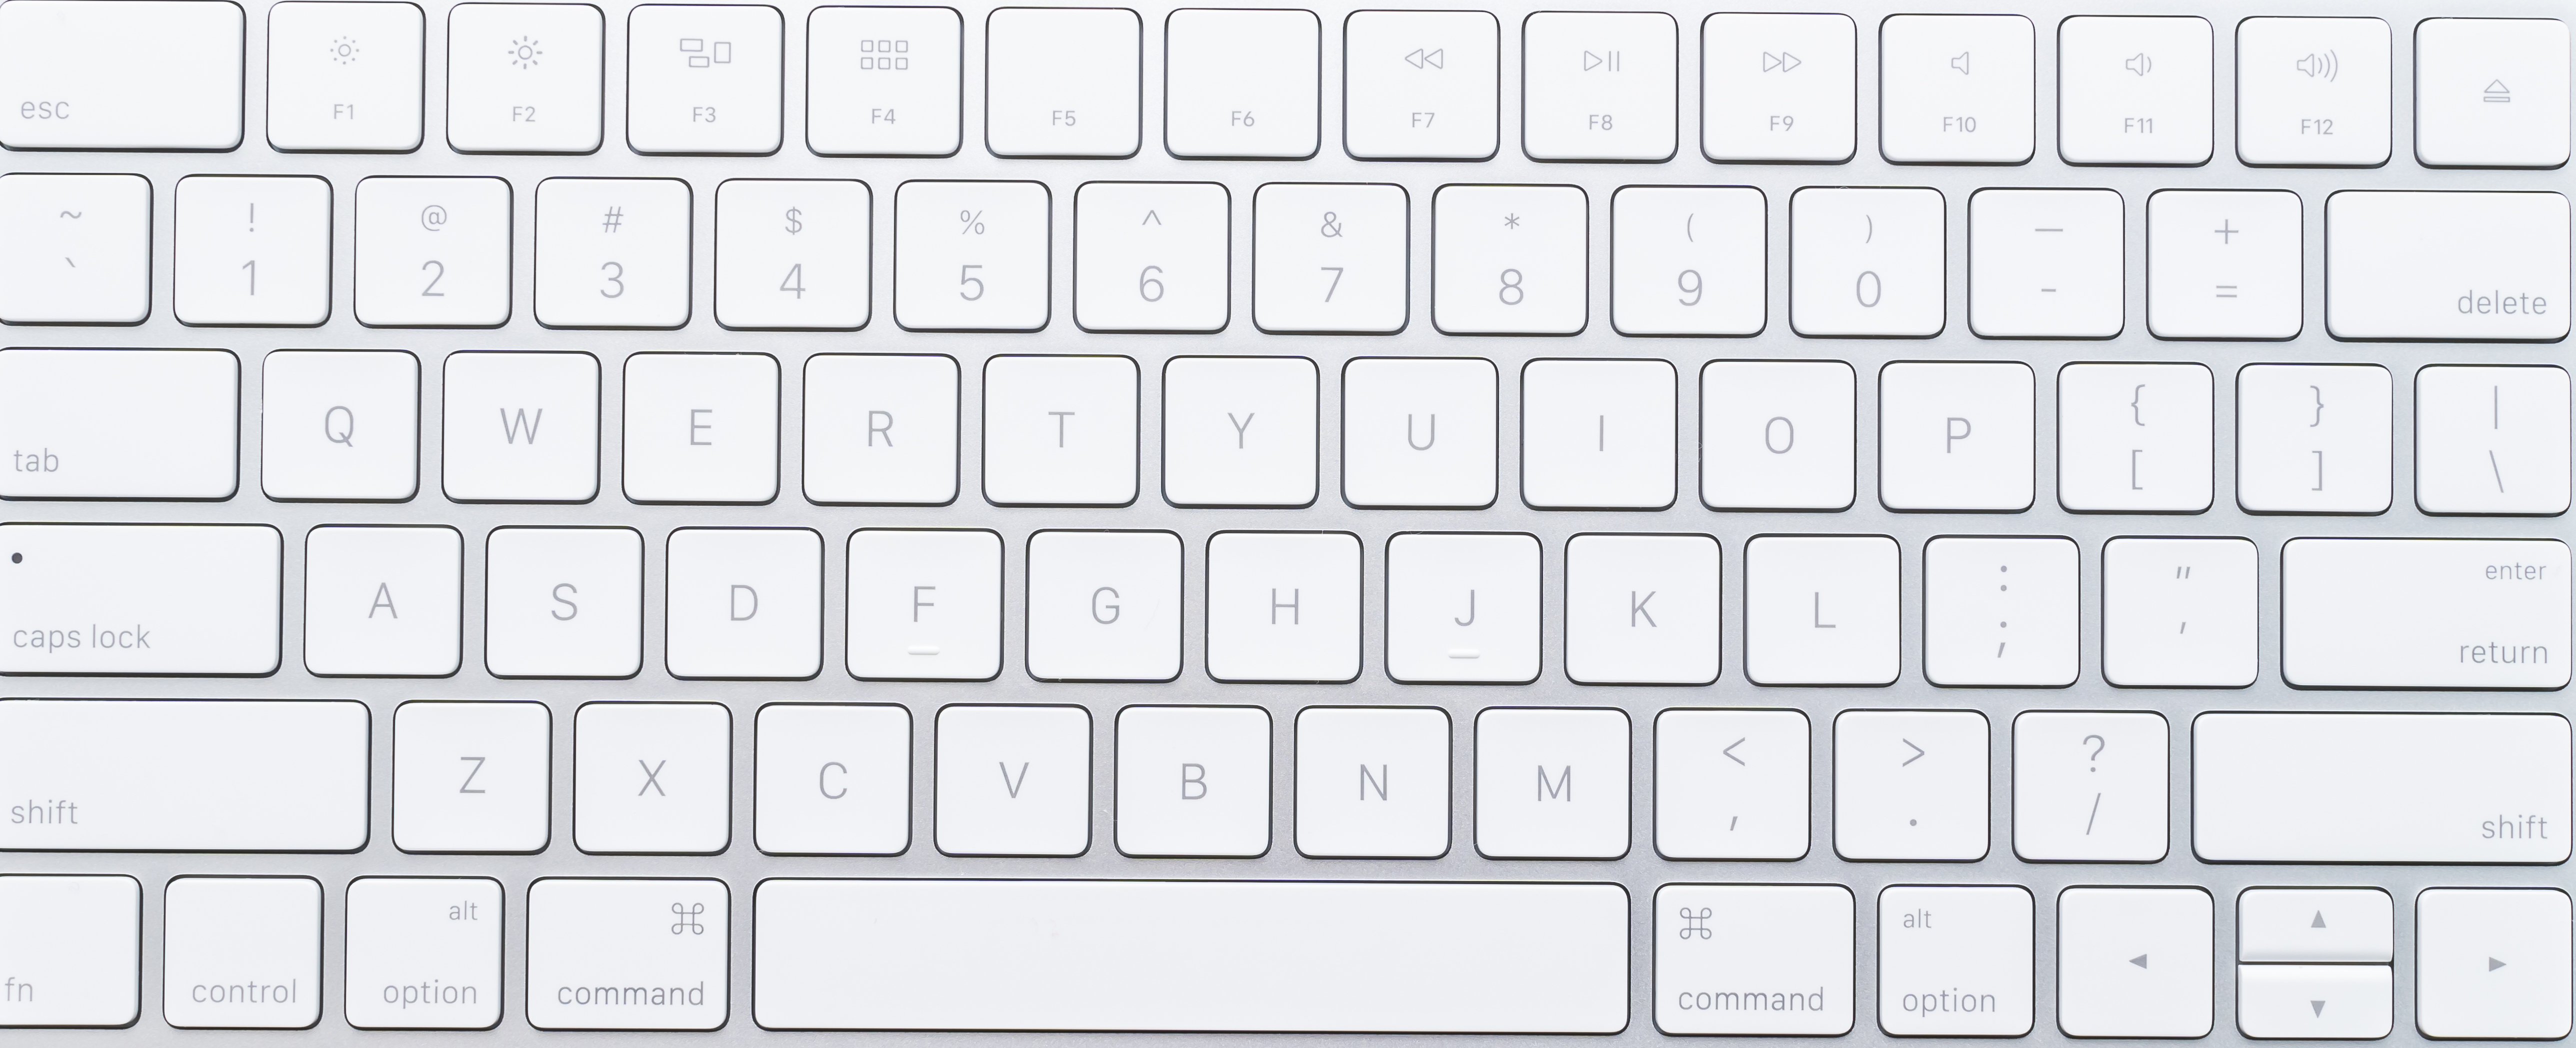 esc F1 F2 F3 F4 F5 F6 F7 F8 F9 F10 F11 F12
~ ! @ # $ % ^ & * ( ) — +
` 1 2 3 4 5 6 7 8 9 0 - = delete
{ } |
tab Q W E R T Y U I O P [ ] \
: " enter
caps lock A S D F G H J K L ; ' return
< > ?
shift Z X C V B N M , . / shift
alt ⌘ ⌘ alt
fn control option command command option